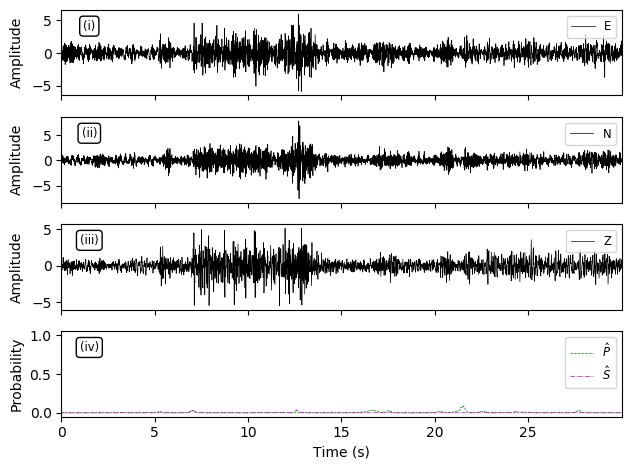 (i)
E
Amplitude
5
0
−5
(ii)
N
Amplitude
5
0
−5
(iii)
Z
Amplitude
5
0
−5
(iv)
P̂
Ŝ
Probability
1.0
0.5
0.0
0 5 10 15 20 25
Time (s)